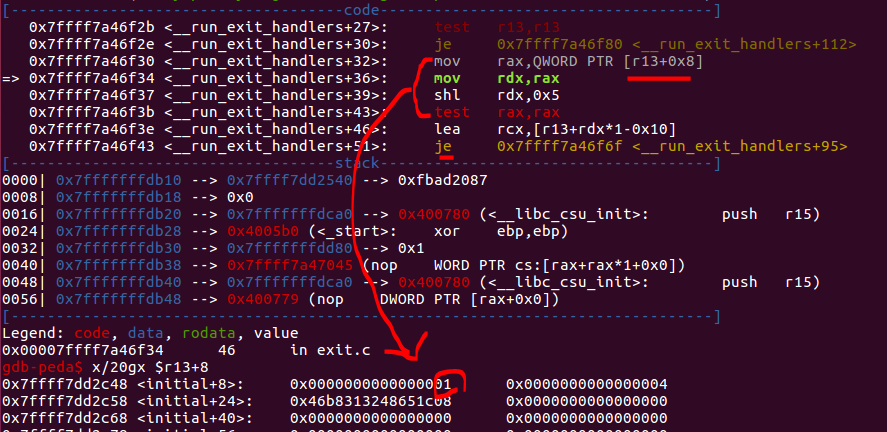 [-------------------------------------code-------------------------------------]
   0x7ffff7a46f2b <__run_exit_handlers+27>:	test   r13,r13
   0x7ffff7a46f2e <__run_exit_handlers+30>:	je     0x7ffff7a46f80 <__run_exit_handlers+112>
   0x7ffff7a46f30 <__run_exit_handlers+32>:	mov    rax,QWORD PTR [r13+0x8]
=> 0x7ffff7a46f34 <__run_exit_handlers+36>:	mov    rdx,rax
   0x7ffff7a46f37 <__run_exit_handlers+39>:	shl    rdx,0x5
   0x7ffff7a46f3b <__run_exit_handlers+43>:	test   rax,rax
   0x7ffff7a46f3e <__run_exit_handlers+46>:	lea    rcx,[r13+rdx*1-0x10]
   0x7ffff7a46f43 <__run_exit_handlers+51>:	je     0x7ffff7a46f6f <__run_exit_handlers+95>
[------------------------------------stack-------------------------------------]
0000| 0x7fffffffdb10 --> 0x7ffff7dd2540 --> 0xfbad2087
0008| 0x7fffffffdb18 --> 0x0
0016| 0x7fffffffdb20 --> 0x7fffffffdca0 --> 0x400780 (<__libc_csu_init>:	push   r15)
0024| 0x7fffffffdb28 --> 0x4005b0 (<_start>:	xor    ebp,ebp)
0032| 0x7fffffffdb30 --> 0x7fffffffdd80 --> 0x1
0040| 0x7fffffffdb38 --> 0x7ffff7a47045 (nop    WORD PTR cs:[rax+rax*1+0x0])
0048| 0x7fffffffdb40 --> 0x7fffffffdca0 --> 0x400780 (<__libc_csu_init>:	push   r15)
0056| 0x7fffffffdb48 --> 0x400779 (nop    DWORD PTR [rax+0x0])
[------------------------------------------------------------------------------]
Legend: code, data, rodata, value
0x00007ffff7a46f34	46	in exit.c
gdb-peda$ x/20gx $r13+8
0x7ffff7dd2c48 <initial+8>:	0x0000000000000001	0x0000000000000004
0x7ffff7dd2c58 <initial+24>:	0x46b8313248651c08	0x0000000000000000
0x7ffff7dd2c68 <initial+40>:	0x0000000000000000	0x0000000000000000